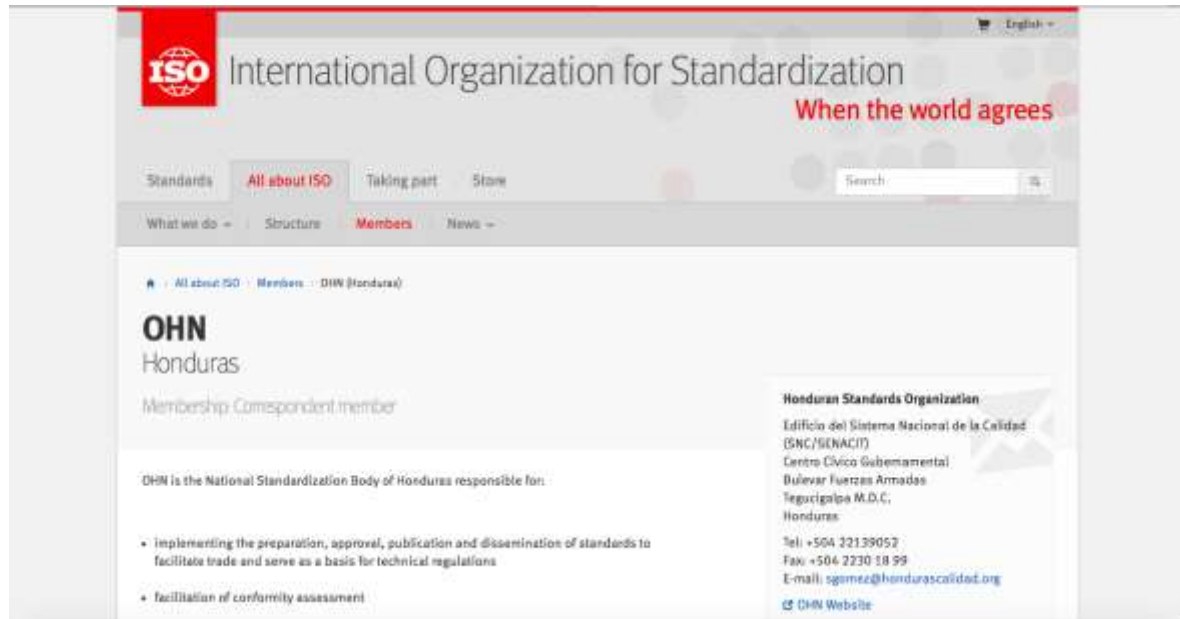 English
ISO International Organization for Standardization
When the world agrees
Standards All about ISO Taking part Store
Search
What we do Structure Members News
All about ISO Members OHN (Honduras)
OHN
Honduras
Membership: Correspondent member
OHN is the National Standardization Body of Honduras responsible for:
• implementing the preparation, approval, publication and dissemination of standards to
facilitate trade and serve as a basis for technical regulations
• facilitation of conformity assessment
Honduran Standards Organization
Edificio del Sistema Nacional de la Calidad
(SNC/SENACIT)
Centro Cívico Gubernamental
Bulevar Fuerzas Armadas
Tegucigalpa M.D.C.
Honduras
Tel: +504 22139052
Fax: +504 2230 18 99
E-mail: sgomez@hondurascalidad.org
OHN Website